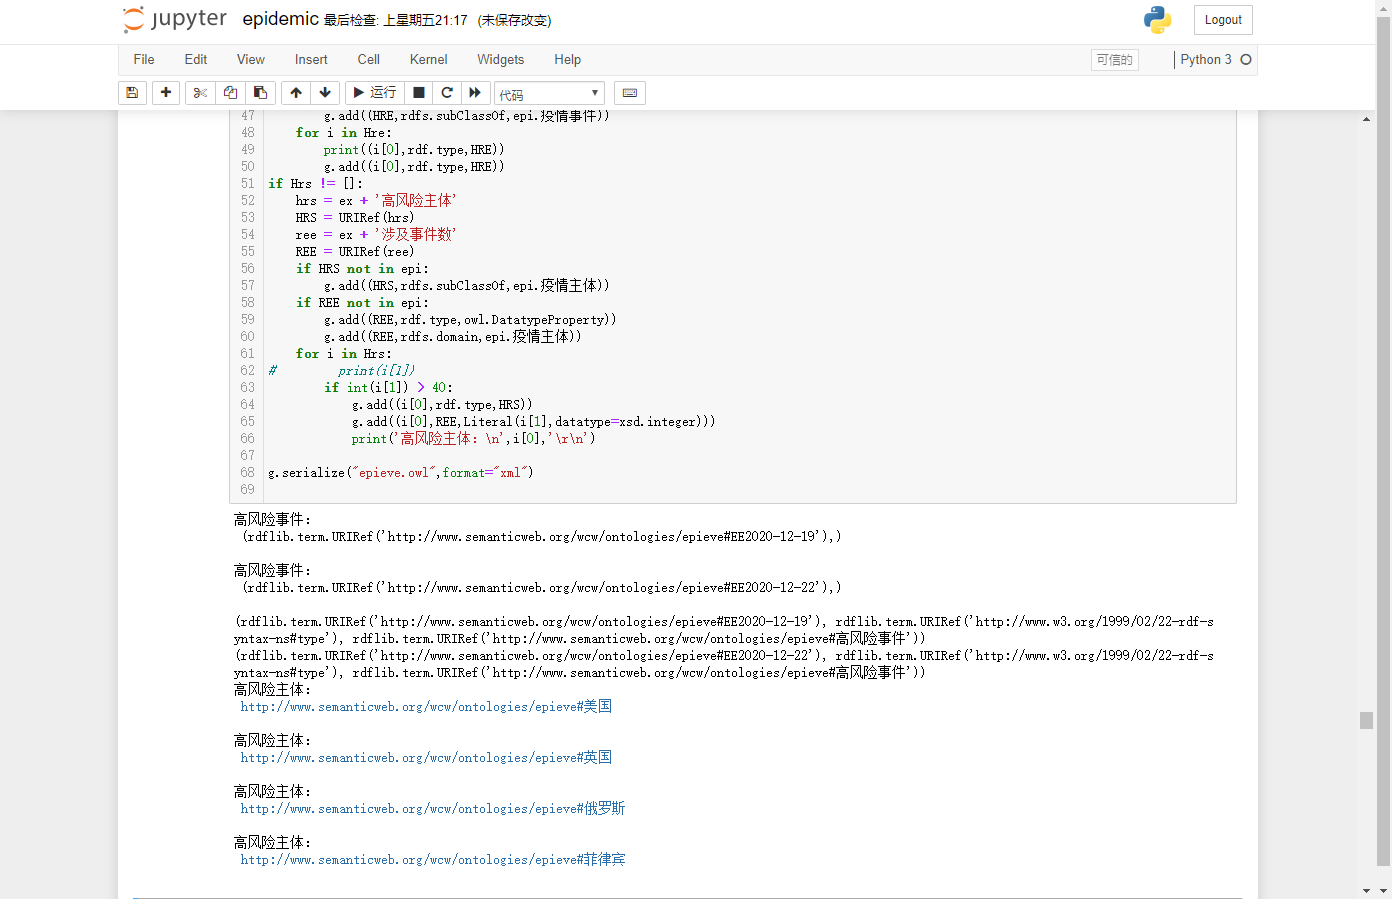 jupyter epidemic 最后检查: 上星期五21:17 (未保存改变) Logout
File Edit View Insert Cell Kernel Widgets Help 可信的 Python 3
运行 代码
47 g.add((HRE,rdfs.subClassOf,epi.疫情事件))
48 for i in Hre:
49 print((i[0],rdf.type,HRE))
50 g.add((i[0],rdf.type,HRE))
51 if Hrs != []:
52 hrs = ex + '高风险主体'
53 HRS = URIRef(hrs)
54 ree = ex + '涉及事件数'
55 REE = URIRef(ree)
56 if HRS not in epi:
57 g.add((HRS,rdfs.subClassOf,epi.疫情主体))
58 if REE not in epi:
59 g.add((REE,rdf.type,owl.DatatypeProperty))
60 g.add((REE,rdfs.domain,epi.疫情主体))
61 for i in Hrs:
62 # print(i[1])
63 if int(i[1]) > 40:
64 g.add((i[0],rdf.type,HRS))
65 g.add((i[0],REE,Literal(i[1],datatype=xsd.integer)))
66 print('高风险主体: \n',i[0],'\r\n')
67
68 g.serialize("epieve.owl",format="xml")
69
高风险事件:
(rdflib.term.URIRef('http://www.semanticweb.org/wcw/ontologies/epieve#EE2020-12-19'),)
高风险事件:
(rdflib.term.URIRef('http://www.semanticweb.org/wcw/ontologies/epieve#EE2020-12-22'),)
(rdflib.term.URIRef('http://www.semanticweb.org/wcw/ontologies/epieve#EE2020-12-19'), rdflib.term.URIRef('http://www.w3.org/1999/02/22-rdf-s
yntax-ns#type'), rdflib.term.URIRef('http://www.semanticweb.org/wcw/ontologies/epieve#高风险事件'))
(rdflib.term.URIRef('http://www.semanticweb.org/wcw/ontologies/epieve#EE2020-12-22'), rdflib.term.URIRef('http://www.w3.org/1999/02/22-rdf-s
yntax-ns#type'), rdflib.term.URIRef('http://www.semanticweb.org/wcw/ontologies/epieve#高风险事件'))
高风险主体:
http://www.semanticweb.org/wcw/ontologies/epieve#美国
高风险主体:
http://www.semanticweb.org/wcw/ontologies/epieve#英国
高风险主体:
http://www.semanticweb.org/wcw/ontologies/epieve#俄罗斯
高风险主体:
http://www.semanticweb.org/wcw/ontologies/epieve#菲律宾